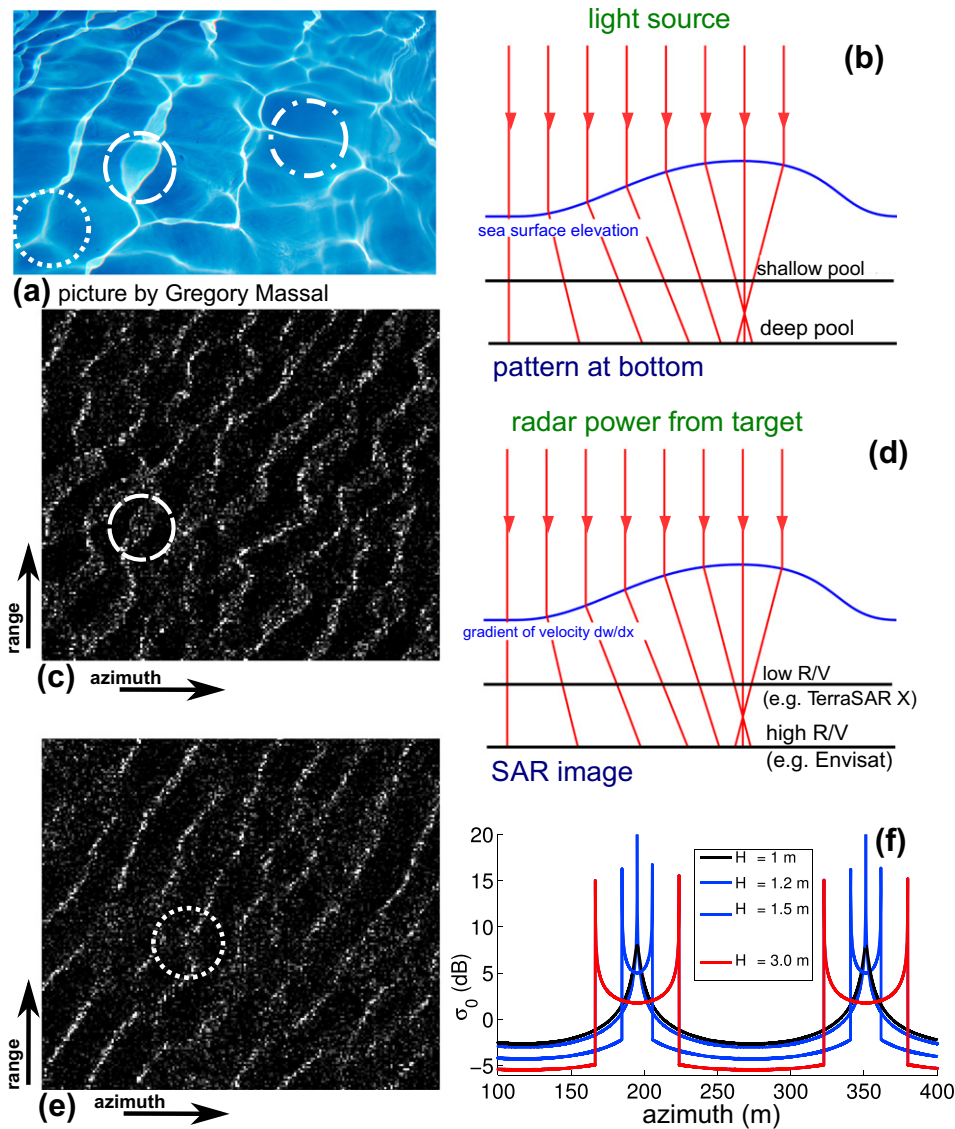 (a) picture by Gregory Massal
light source
(b)
sea surface elevation
shallow pool
deep pool
pattern at bottom
range
azimuth
(c)
radar power from target
(d)
gradient of velocity dw/dx
low R/V
(e.g. TerraSAR X)
high R/V
(e.g. Envisat)
SAR image
range
azimuth
(e)
(f)
H = 1 m
H = 1.2 m
H = 1.5 m
H = 3.0 m
σ0 (dB)
20
15
10
5
0
−5
100
150
200
250
300
350
400
azimuth (m)